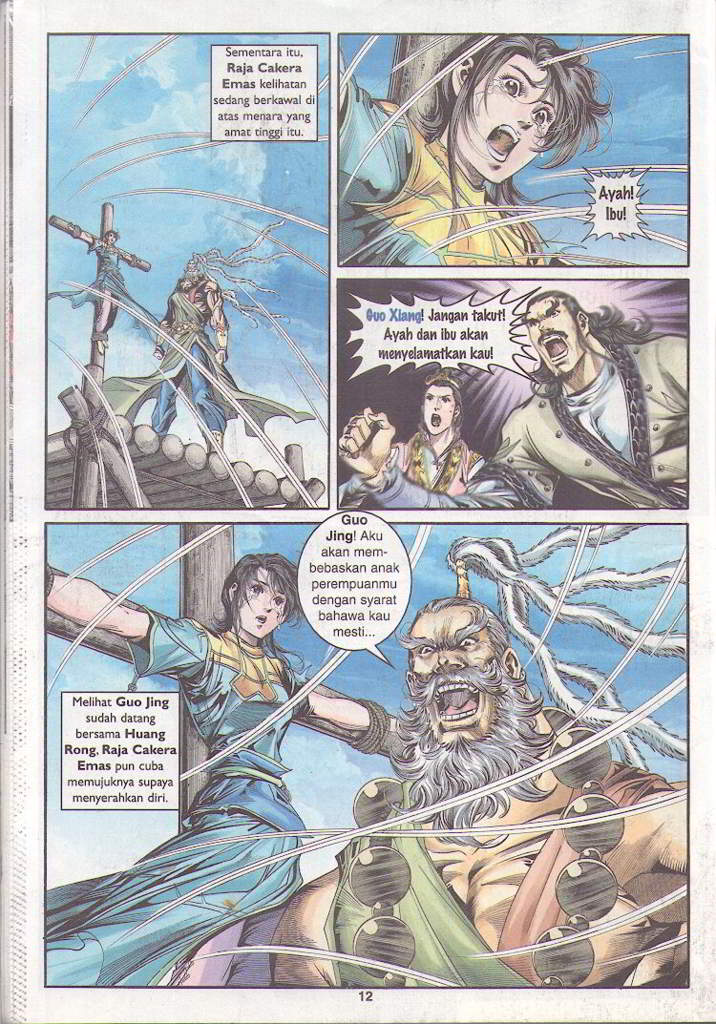 Sementara itu,
Raja Cakera
Emas kelihatan
sedang berkawal di
atas menara yang
amat tinggi itu.
Ayah!
Ibu!
Guo Xiang! Jangan takut!
Ayah dan ibu akan
menyelamatkan kau!
Guo
Jing! Aku
akan mem-
bebaskan anak
perempuanmu
dengan syarat
bahawa kau
mesti...
Melihat Guo Jing
sudah datang
bersama Huang
Rong, Raja Cakera
Emas pun cuba
memujuknya supaya
menyerahkan diri.
12